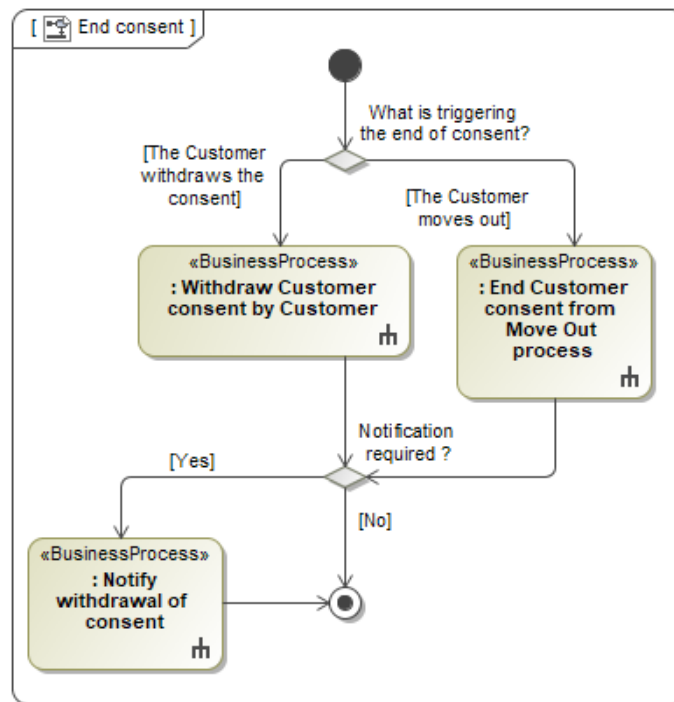 [ End consent ]
What is triggering
the end of consent?
[The Customer
withdraws the
consent]
[The Customer
moves out]
«BusinessProcess»
: Withdraw Customer
consent by Customer
«BusinessProcess»
: End Customer
consent from
Move Out
process
Notification
required ?
[Yes]
[No]
«BusinessProcess»
: Notify
withdrawal of
consent